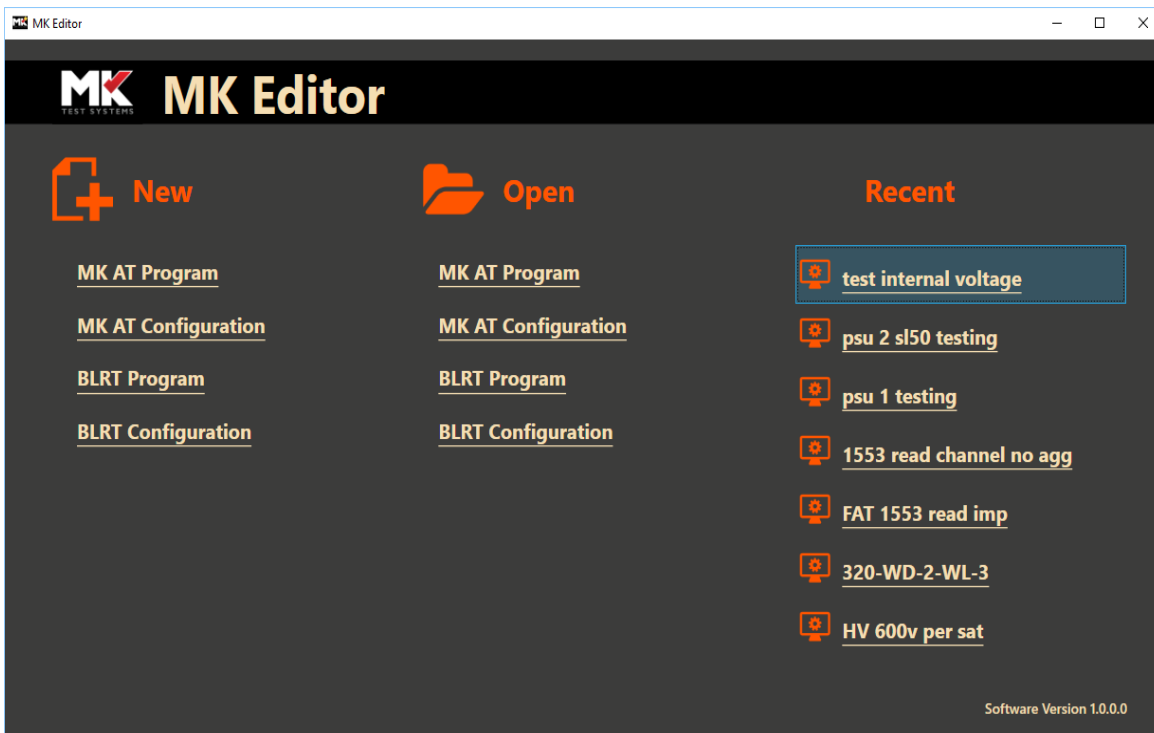 MK Editor
MK
TEST SYSTEMS
MK Editor
New
MK AT Program
MK AT Configuration
BLRT Program
BLRT Configuration
Open
MK AT Program
MK AT Configuration
BLRT Program
BLRT Configuration
Recent
test internal voltage
psu 2 sl50 testing
psu 1 testing
1553 read channel no agg
FAT 1553 read imp
320-WD-2-WL-3
HV 600v per sat
Software Version 1.0.0.0